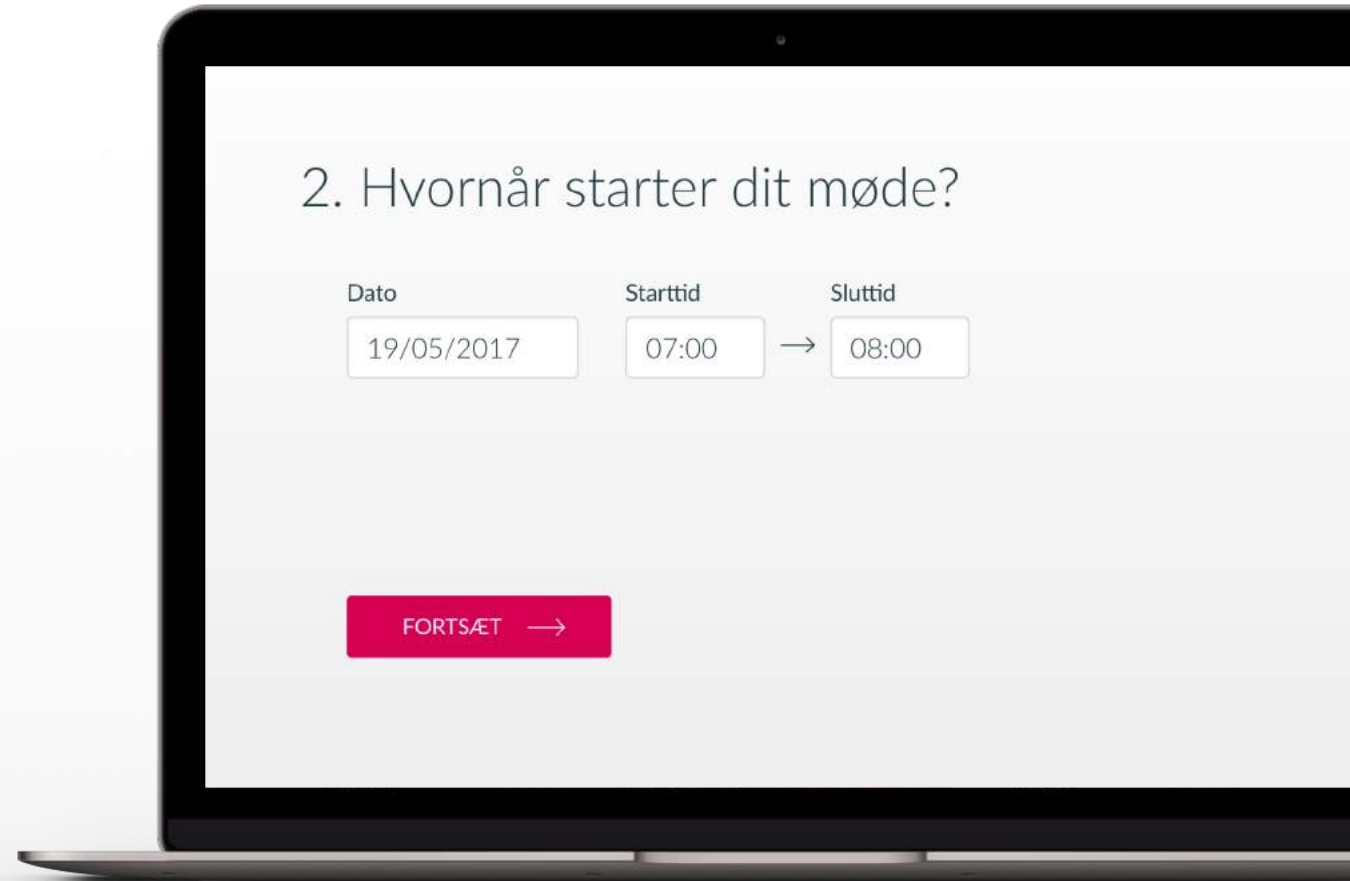 2. Hvornår starter dit møde?
Dato Starttid Sluttid
19/05/2017 07:00 → 08:00
FORTSÆT →